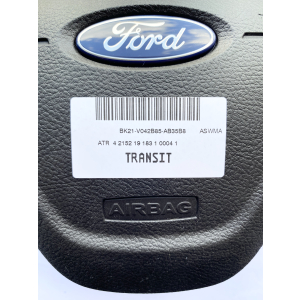 Ford
BK21-V042B85-AB35B8 ASWMA
ATR 4 2152 19 183 1 0004 1
TRANSIT
AIRBAG